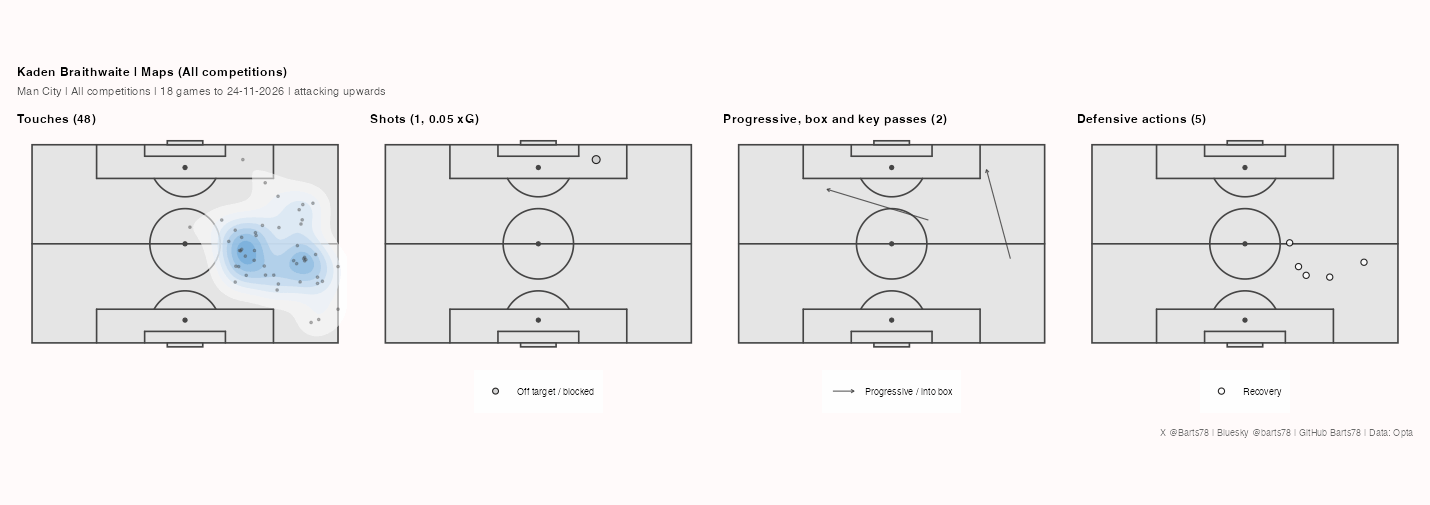 Kaden Braithwaite | Maps (All competitions)
Man City | All competitions | 18 games to 24-11-2026 | attacking upwards
Touches (48)
Shots (1, 0.05 xG)
Progressive, box and key passes (2)
Defensive actions (5)
Off target / blocked
Progressive / into box
Recovery
X @Barts78 | Bluesky @barts78 | GitHub Barts78 | Data: Opta